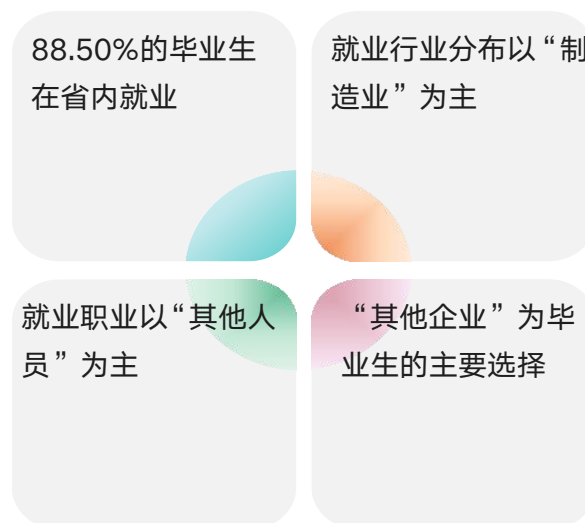 88.50%的毕业生
在省内就业
就业行业分布以“制
造业”为主
就业职业以“其他人
员”为主
“其他企业”为毕
业生的主要选择